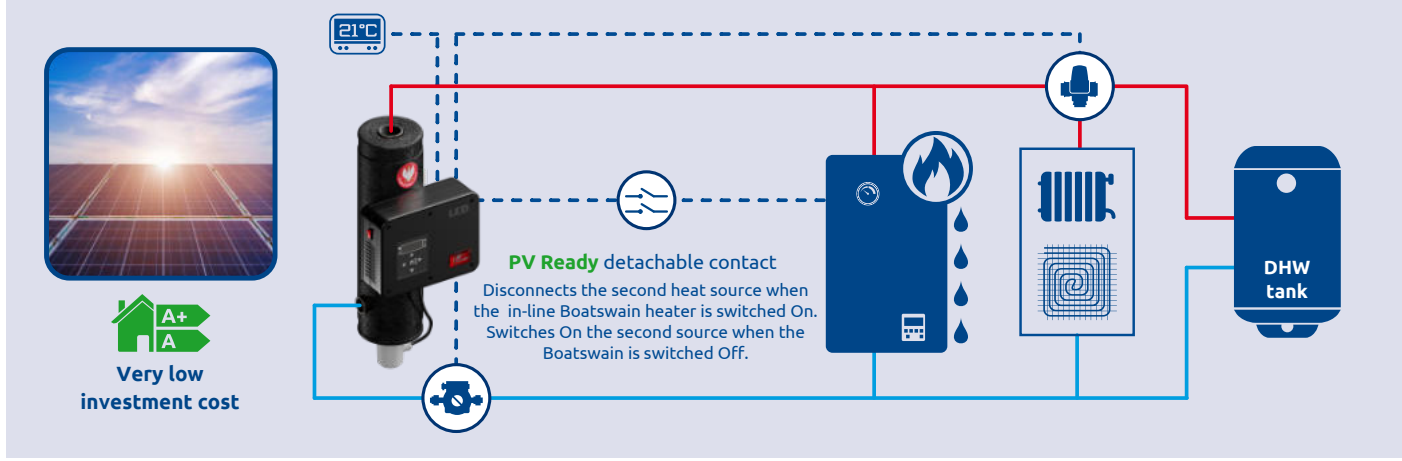 21°C
LED
PV Ready detachable contact
Disconnects the second heat source when
the in-line Boatswain heater is switched On.
Switches On the second source when the
Boatswain is switched Off.
A+
A
Very low
investment cost
DHW
tank